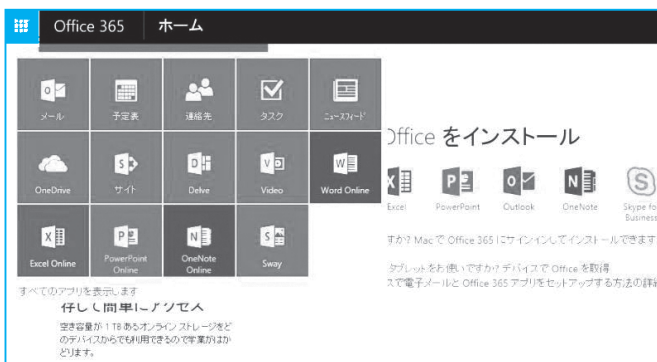 Office 365 ホーム
メール 予定表 連絡先 タスク ニュースフィード
OneDrive サイト Delve Video Word Online
Excel Online PowerPoint Online OneNote Online Sway
すべてのアプリを表示します
Office をインストール
Excel PowerPoint Outlook OneNote Skype for Business
すか? Mac で Office 365 にサインインしてインストールできます
タブレットをお使いですか? デバイスで Office を取得
スで電子メールと Office 365 アプリをセットアップする方法の詳細
存して簡単にアクセス
空き容量が 1 TB あるオンライン ストレージをど
のデバイスからでも利用できるので学業がはか
どります。